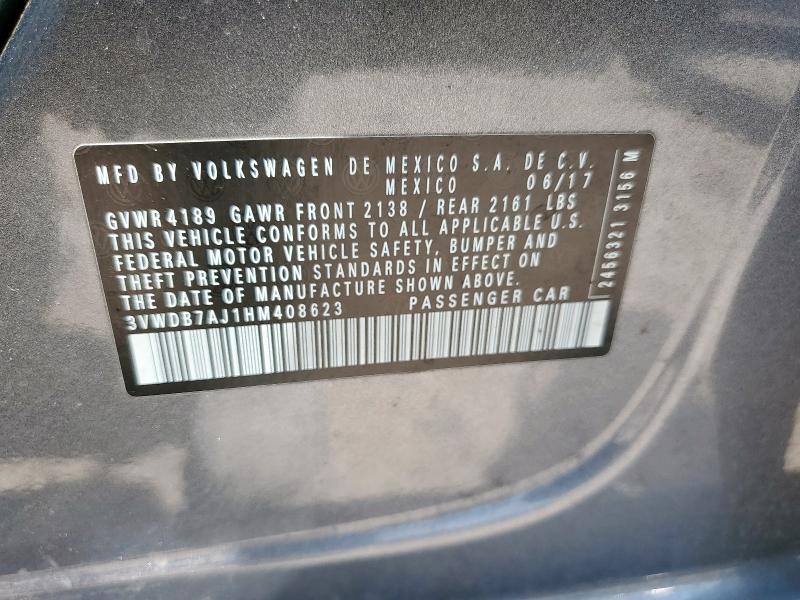 MFD BY VOLKSWAGEN DE MEXICO S.A. DE C.V.
MEXICO 06/17
GVWR 4189 GAWR FRONT 2138 / REAR 2161 LBS
THIS VEHICLE CONFORMS TO ALL APPLICABLE U.S.
FEDERAL MOTOR VEHICLE SAFETY, BUMPER AND
THEFT PREVENTION STANDARDS IN EFFECT ON
THE DATE OF MANUFACTURE SHOWN ABOVE.
3VWDB7AJ1HM408623 PASSENGER CAR
2456321 3156 M